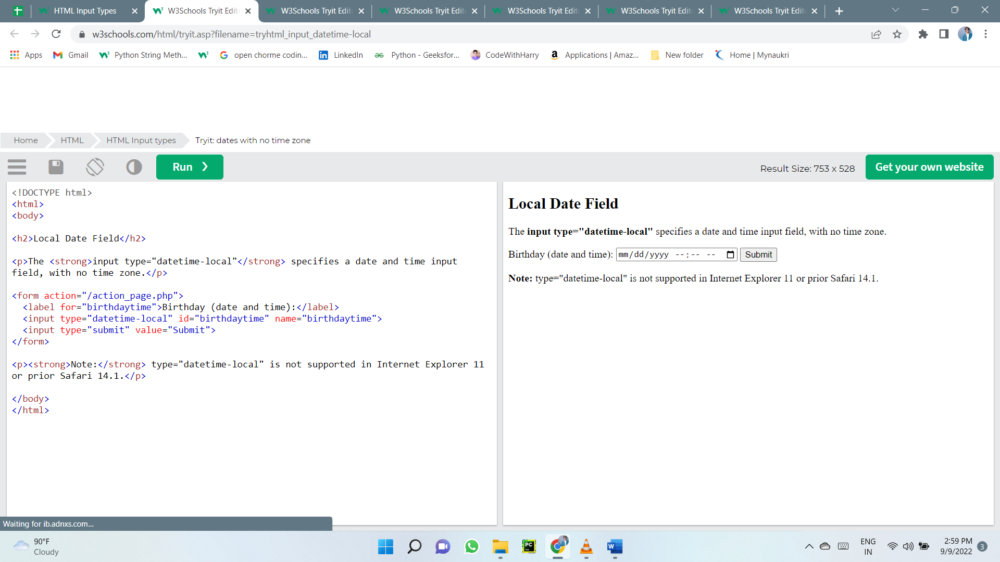 HTML Input Types
W3Schools Tryit Edit
W3Schools Tryit Edit
W3Schools Tryit Edit
W3Schools Tryit Edit
W3Schools Tryit Edit
W3Schools Tryit Edit
w3schools.com/html/tryit.asp?filename=tryhtml_input_datetime-local
Apps
Gmail
Python String Meth...
open chorme codin...
LinkedIn
Python - Geeksfor...
CodeWithHarry
Applications | Amaz...
New folder
Home | Mynaukri
Home
HTML
HTML Input types
Tryit: dates with no time zone
Run ❯
Result Size: 753 x 528
Get your own website
<!DOCTYPE html>
<html>
<body>
<h2>Local Date Field</h2>
<p>The <strong>input type="datetime-local"</strong> specifies a date and time input
field, with no time zone.</p>
<form action="/action_page.php">
<label for="birthdaytime">Birthday (date and time):</label>
<input type="datetime-local" id="birthdaytime" name="birthdaytime">
<input type="submit" value="Submit">
</form>
<p><strong>Note:</strong> type="datetime-local" is not supported in Internet Explorer 11
or prior Safari 14.1.</p>
</body>
</html>
Local Date Field
The input type="datetime-local" specifies a date and time input field, with no time zone.
Birthday (date and time): mm/dd/yyyy --:-- -- Submit
Note: type="datetime-local" is not supported in Internet Explorer 11 or prior Safari 14.1.
Waiting for ib.adnxs.com...
90°F
Cloudy
PC
W
ENG
IN
2:59 PM
9/9/2022
3